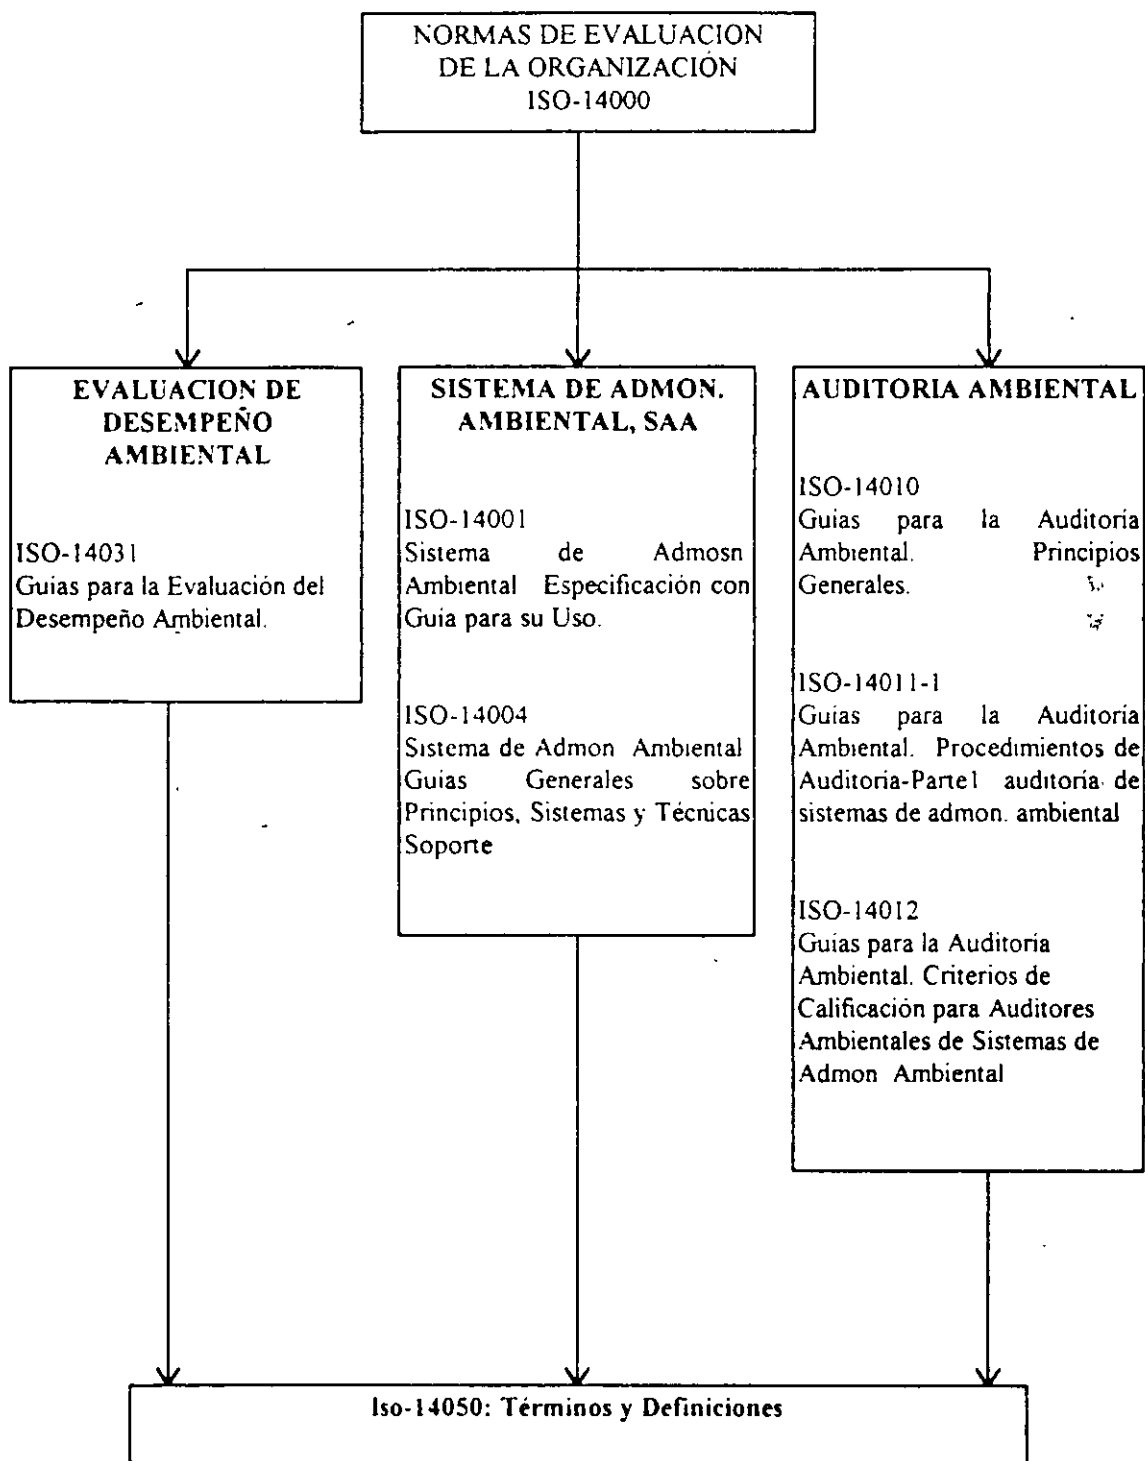 NORMAS DE EVALUACION
DE LA ORGANIZACIÓN
ISO-14000
EVALUACION DE
DESEMPEÑO
AMBIENTAL
ISO-14031
Guias para la Evaluación del
Desempeño Ambiental.
SISTEMA DE ADMON.
AMBIENTAL, SAA
ISO-14001
Sistema de Admosn
Ambiental Especificación con
Guia para su Uso.
ISO-14004
Sistema de Admon Ambiental
Guias Generales sobre
Principios, Sistemas y Técnicas
Soporte
AUDITORIA AMBIENTAL
ISO-14010
Guias para la Auditoría
Ambiental. Principios
Generales.
ISO-14011-1
Guias para la Auditoría
Ambiental. Procedimientos de
Auditoria-Parte1 auditoría de
sistemas de admon. ambiental
ISO-14012
Guias para la Auditoria
Ambiental. Criterios de
Calificación para Auditores
Ambientales de Sistemas de
Admon Ambiental
Iso-14050: Términos y Definiciones